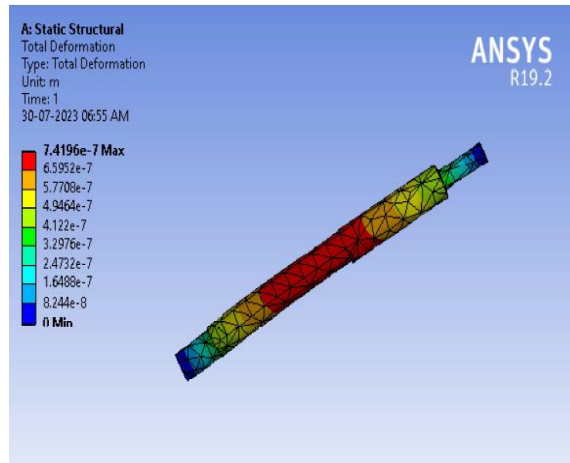 A: Static Structural
Total Deformation
Type: Total Deformation
Unit: m
Time: 1
30-07-2023 06:55 AM
ANSYS
R19.2
7.4196e-7 Max
6.5952e-7
5.7708e-7
4.9464e-7
4.122e-7
3.2976e-7
2.4732e-7
1.6488e-7
8.244e-8
0 Min